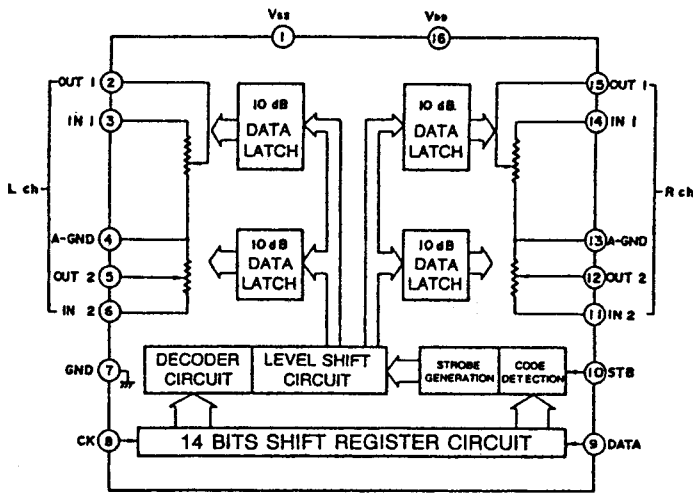 Vss
VDD
1
16
OUT 1
2
15
OUT 1
IN 1
3
14
IN 1
10 dB
DATA
LATCH
10 dB.
DATA
LATCH
L ch
R ch
A-GND
4
13
A-GND
OUT 2
5
12
OUT 2
IN 2
6
11
IN 2
10 dB
DATA
LATCH
10 dB
DATA
LATCH
GND
7
DECODER
CIRCUIT
LEVEL SHIFT
CIRCUIT
STROBE
GENERATION
CODE
DETECTION
10
STB
CK
8
14 BITS SHIFT REGISTER CIRCUIT
9
DATA